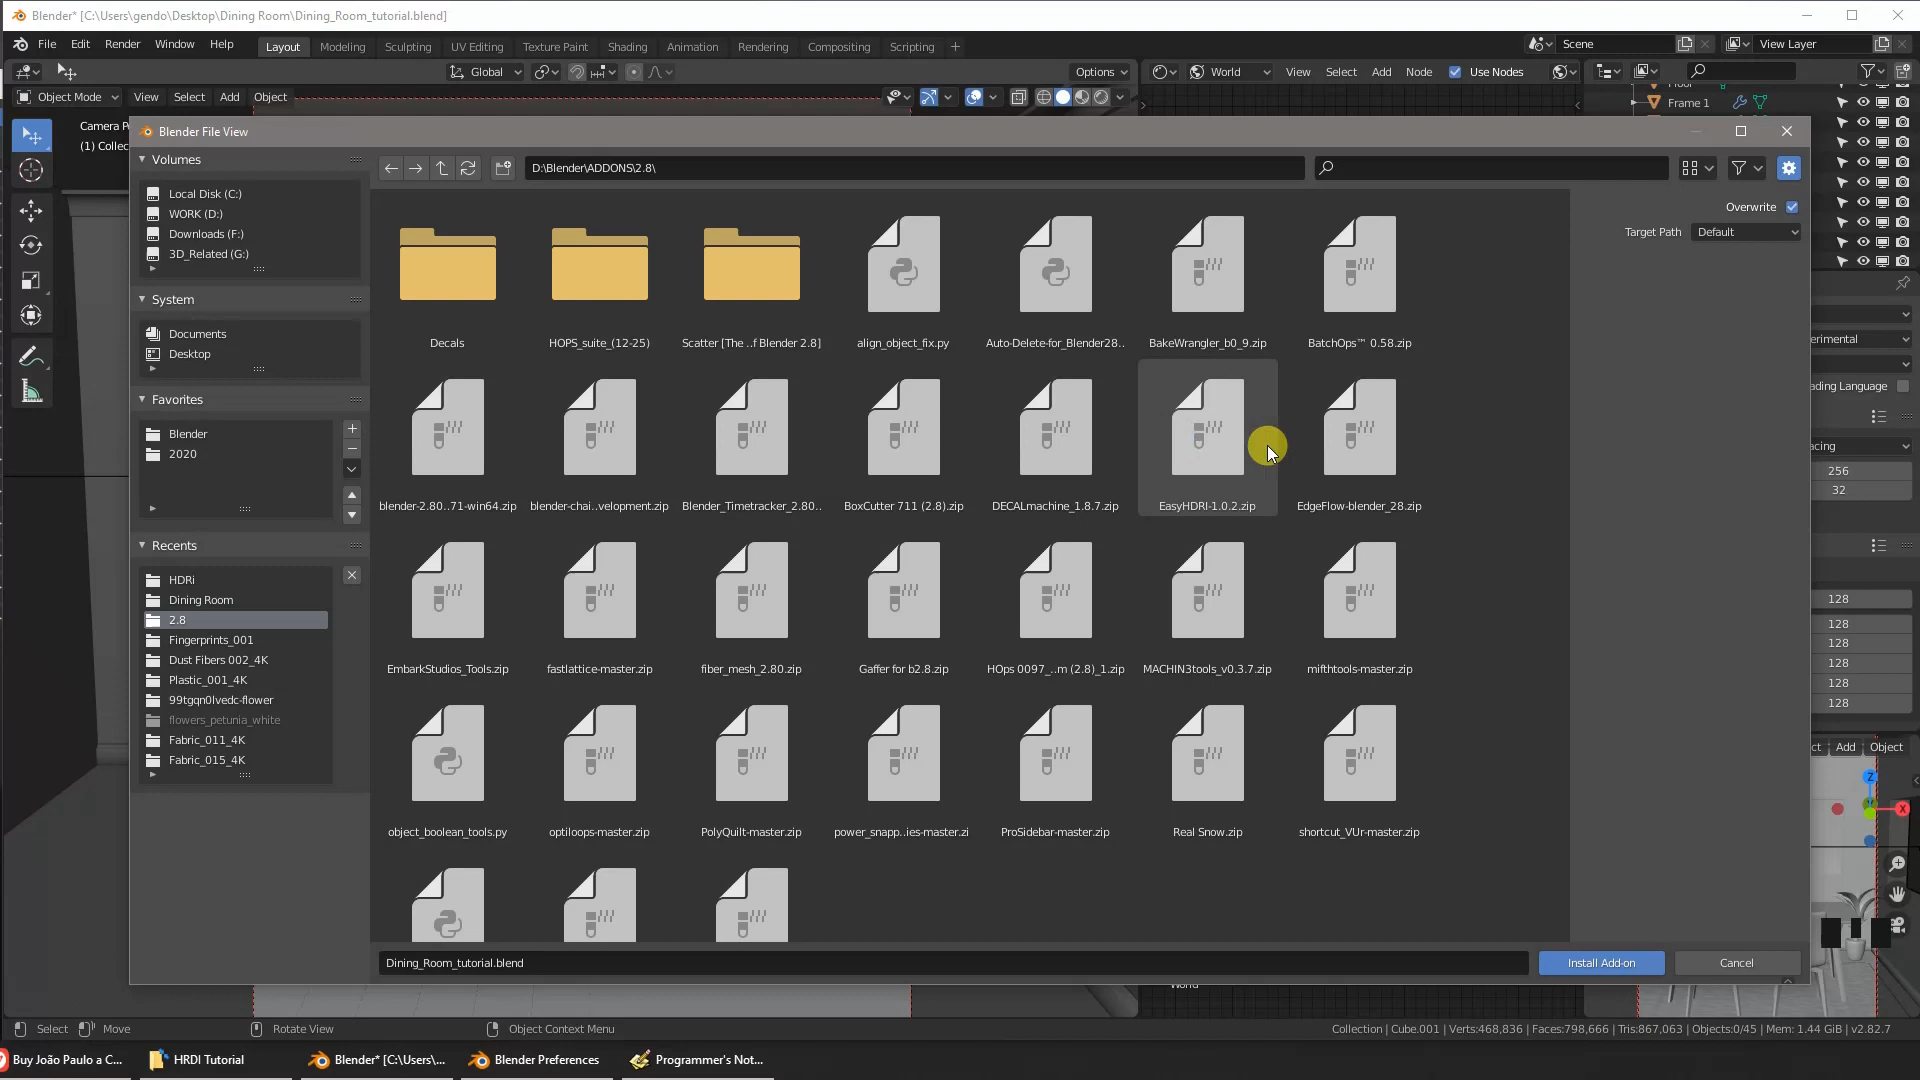 Blender* [C:\Users\gendo\Desktop\Dining Room\Dining_Room_tutorial.blend]
File Edit Render Window Help Layout Modeling Sculpting UV Editing Texture Paint Shading Animation Rendering Compositing Scripting + Scene View Layer
Global Options World View Select Add Node Use Nodes
Object Mode View Select Add Object Frame 1
Camera P
(1) Collec
Blender File View
Volumes
Local Disk (C:)
WORK (D:)
Downloads (F:)
3D_Related (G:)
System
Documents
Desktop
Favorites
Blender
2020
Recents
HDRi
Dining Room
2.8
Fingerprints_001
Dust Fibers 002_4K
Plastic_001_4K
99tgqn0lvedc-flower
flowers_petunia_white
Fabric_011_4K
Fabric_015_4K
D:\Blender\ADDONS\2.8\
Overwrite
Target Path Default
Decals HOPS_suite_(12-25) Scatter [The ..f Blender 2.8] align_object_fix.py Auto-Delete-for_Blender28.. BakeWrangler_b0_9.zip BatchOps™ 0.58.zip
blender-2.80..71-win64.zip blender-chai..velopment.zip Blender_Timetracker_2.80.. BoxCutter 711 (2.8).zip DECALmachine_1.8.7.zip EasyHDRI-1.0.2.zip EdgeFlow-blender_28.zip
EmbarkStudios_Tools.zip fastlattice-master.zip fiber_mesh_2.80.zip Gaffer for b2.8.zip HOps 0097_..m (2.8)_1.zip MACHIN3tools_v0.3.7.zip mifthtools-master.zip
object_boolean_tools.py optiloops-master.zip PolyQuilt-master.zip power_snapp..ies-master.zi ProSidebar-master.zip Real Snow.zip shortcut_VUr-master.zip
Dining_Room_tutorial.blend Install Add-on Cancel
erimental
ading Language
acing
256
32
128
128
128
128
128
128
ct Add Object
Z
X
World
Select Move Rotate View Object Context Menu Collection | Cube.001 | Verts:468,836 | Faces:798,666 | Tris:867,063 | Objects:0/45 | Mem: 1.44 GiB | v2.82.7
Buy João Paulo a C... HRDI Tutorial Blender* [C:\Users\... Blender Preferences Programmer's Not...